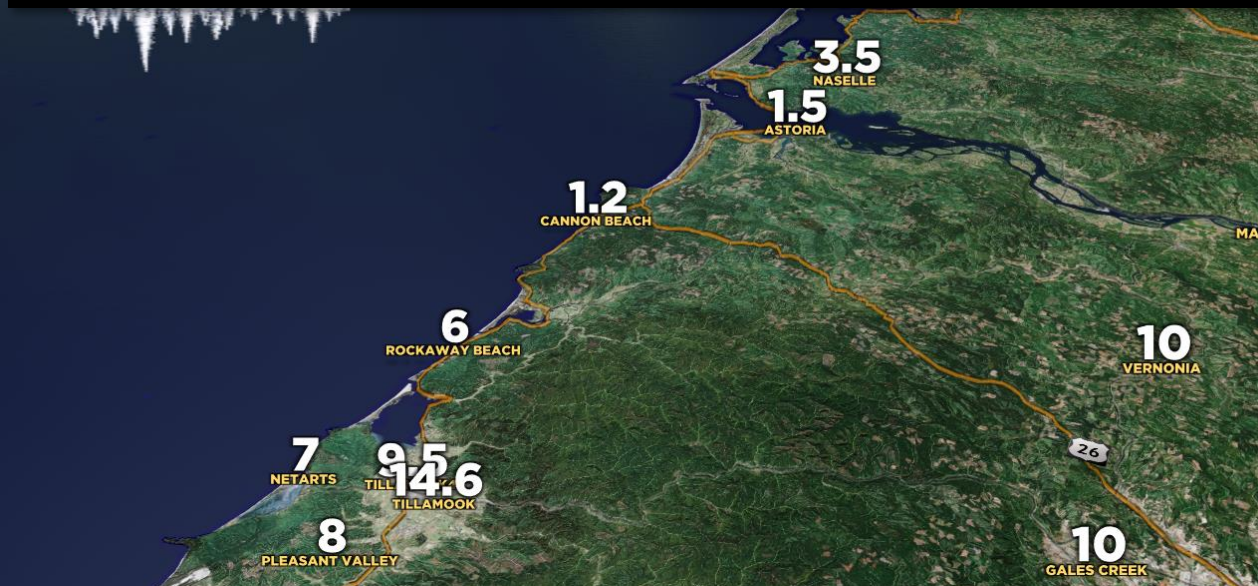 3.5
NASELLE
1.5
ASTORIA
1.2
CANNON BEACH
MA
6
ROCKAWAY BEACH
10
VERNONIA
26
7
NETARTS
9.5
14.6
TILLAMOOK
8
PLEASANT VALLEY
10
GALES CREEK